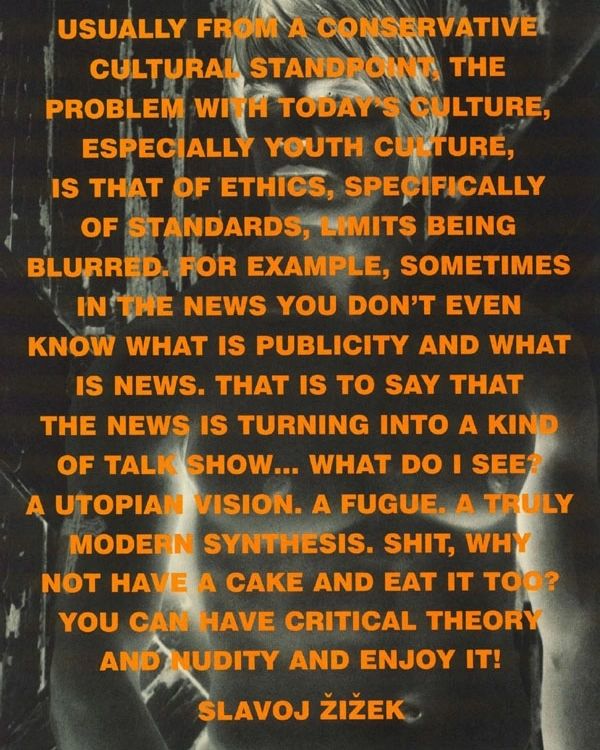 USUALLY FROM A CONSERVATIVE
CULTURAL STANDPOINT, THE
PROBLEM WITH TODAY'S CULTURE,
ESPECIALLY YOUTH CULTURE,
IS THAT OF ETHICS, SPECIFICALLY
OF STANDARDS, LIMITS BEING
BLURRED. FOR EXAMPLE, SOMETIMES
IN THE NEWS YOU DON'T EVEN
KNOW WHAT IS PUBLICITY AND WHAT
IS NEWS. THAT IS TO SAY THAT
THE NEWS IS TURNING INTO A KIND
OF TALK SHOW... WHAT DO I SEE?
A UTOPIAN VISION. A FUGUE. A TRULY
MODERN SYNTHESIS. SHIT, WHY
NOT HAVE A CAKE AND EAT IT TOO?
YOU CAN HAVE CRITICAL THEORY
AND NUDITY AND ENJOY IT!
SLAVOJ ŽIŽEK